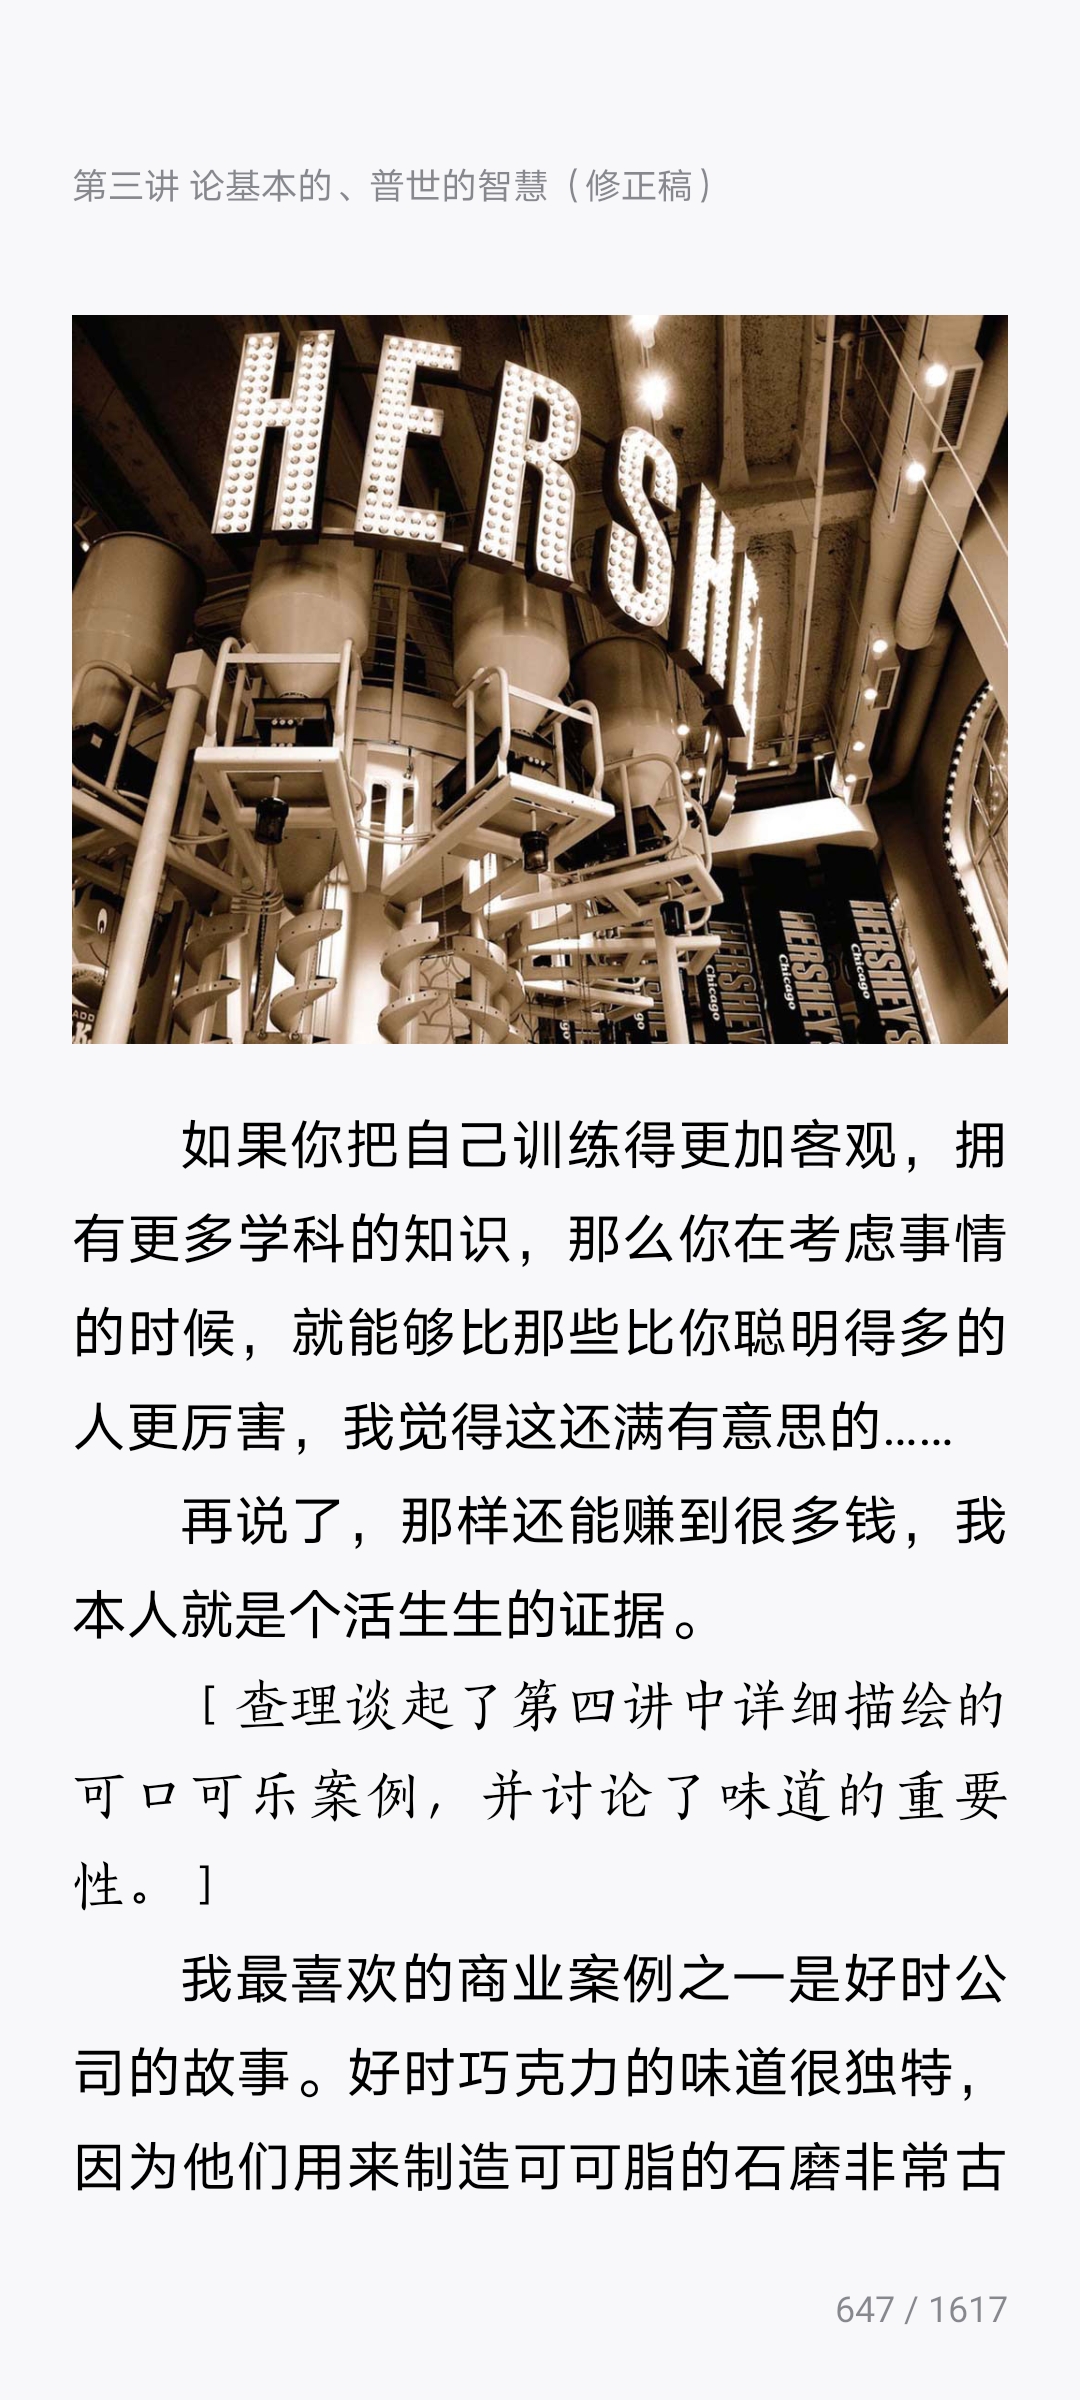 第三讲 论基本的、普世的智慧（修正稿）
HERSH
HERSHEY'S
Chicago
HERSHEY'S
Chicago
HERSHEY'S
Chicago
go
go
go
ADD
如果你把自己训练得更加客观，拥
有更多学科的知识，那么你在考虑事情
的时候，就能够比那些比你聪明得多的
人更厉害，我觉得这还满有意思的……
再说了，那样还能赚到很多钱，我
本人就是个活生生的证据。
［查理谈起了第四讲中详细描绘的
可口可乐案例，并讨论了味道的重要
性。］
我最喜欢的商业案例之一是好时公
司的故事。好时巧克力的味道很独特，
因为他们用来制造可可脂的石磨非常古
647 / 1617